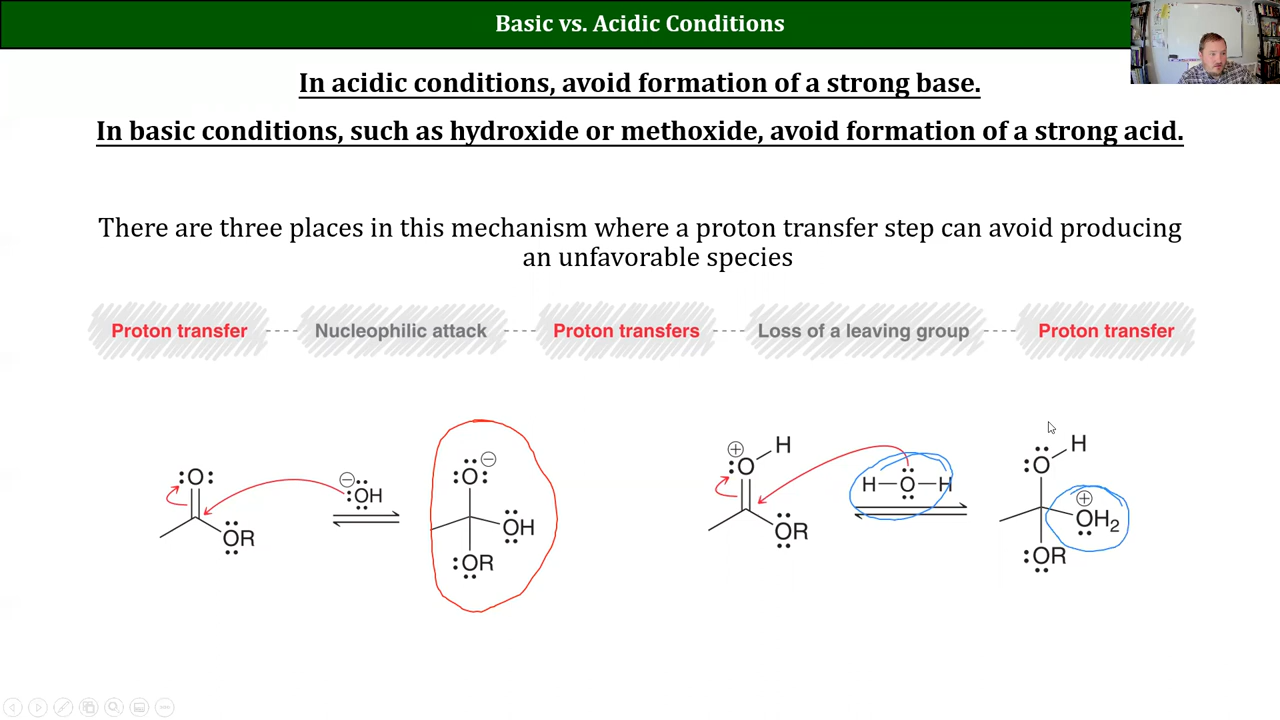 Basic vs. Acidic Conditions
In acidic conditions, avoid formation of a strong base.
In basic conditions, such as hydroxide or methoxide, avoid formation of a strong acid.
There are three places in this mechanism where a proton transfer step can avoid producing
an unfavorable species
Proton transfer
Nucleophilic attack
Proton transfers
Loss of a leaving group
Proton transfer
O
OR
⊖
OH
O
⊖
OH
OR
⊕
O
H
OR
H–O–H
O
H
⊕
OH₂
OR